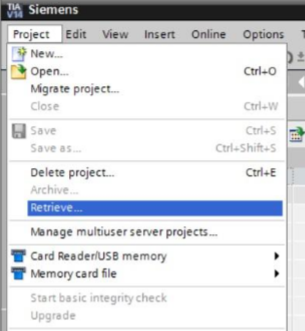 TIA V14 Siemens
Project Edit View Insert Online Options
New...
Open... Ctrl+O
Migrate project...
Close Ctrl+W
Save Ctrl+S
Save as... Ctrl+Shift+S
Delete project... Ctrl+E
Archive...
Retrieve...
Manage multiuser server projects...
Card Reader/USB memory
Memory card file
Start basic integrity check
Upgrade